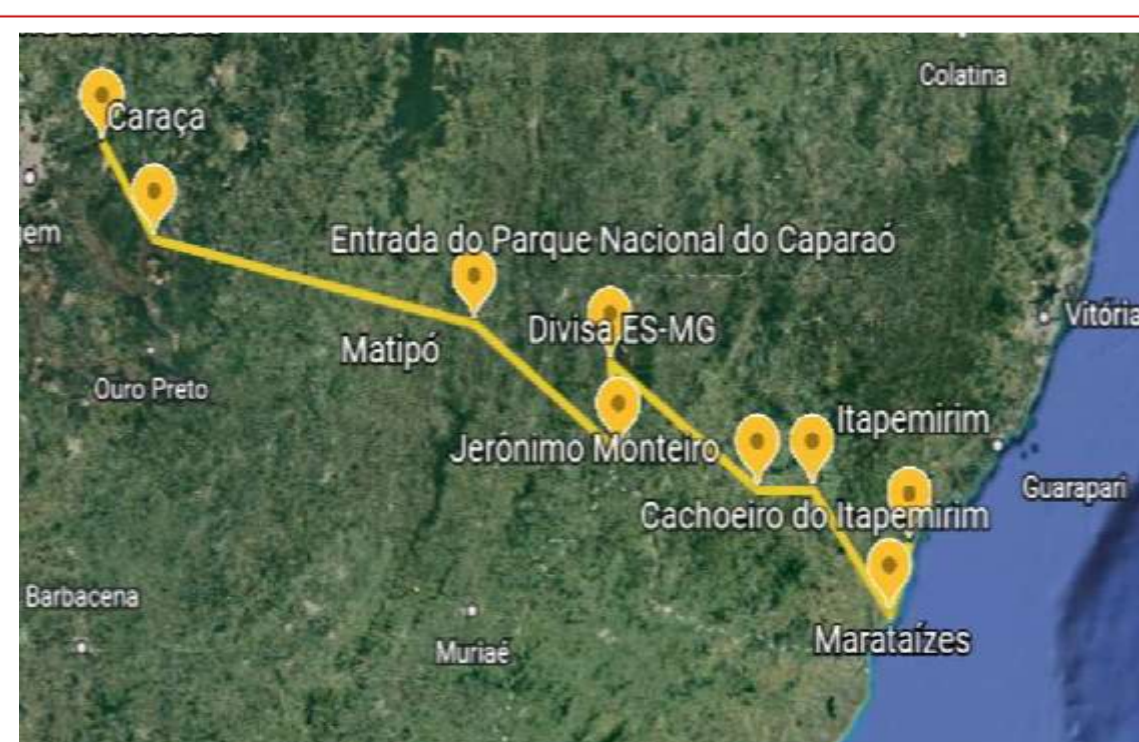 Colatina
Caraça
em
Entrada do Parque Nacional do Caparaó
Vitória
Divisa ES-MG
Matipó
Ouro Preto
Itapemirim
Jerônimo Monteiro
Guarapari
Cachoeiro do Itapemirim
Barbacena
Marataízes
Muriaé